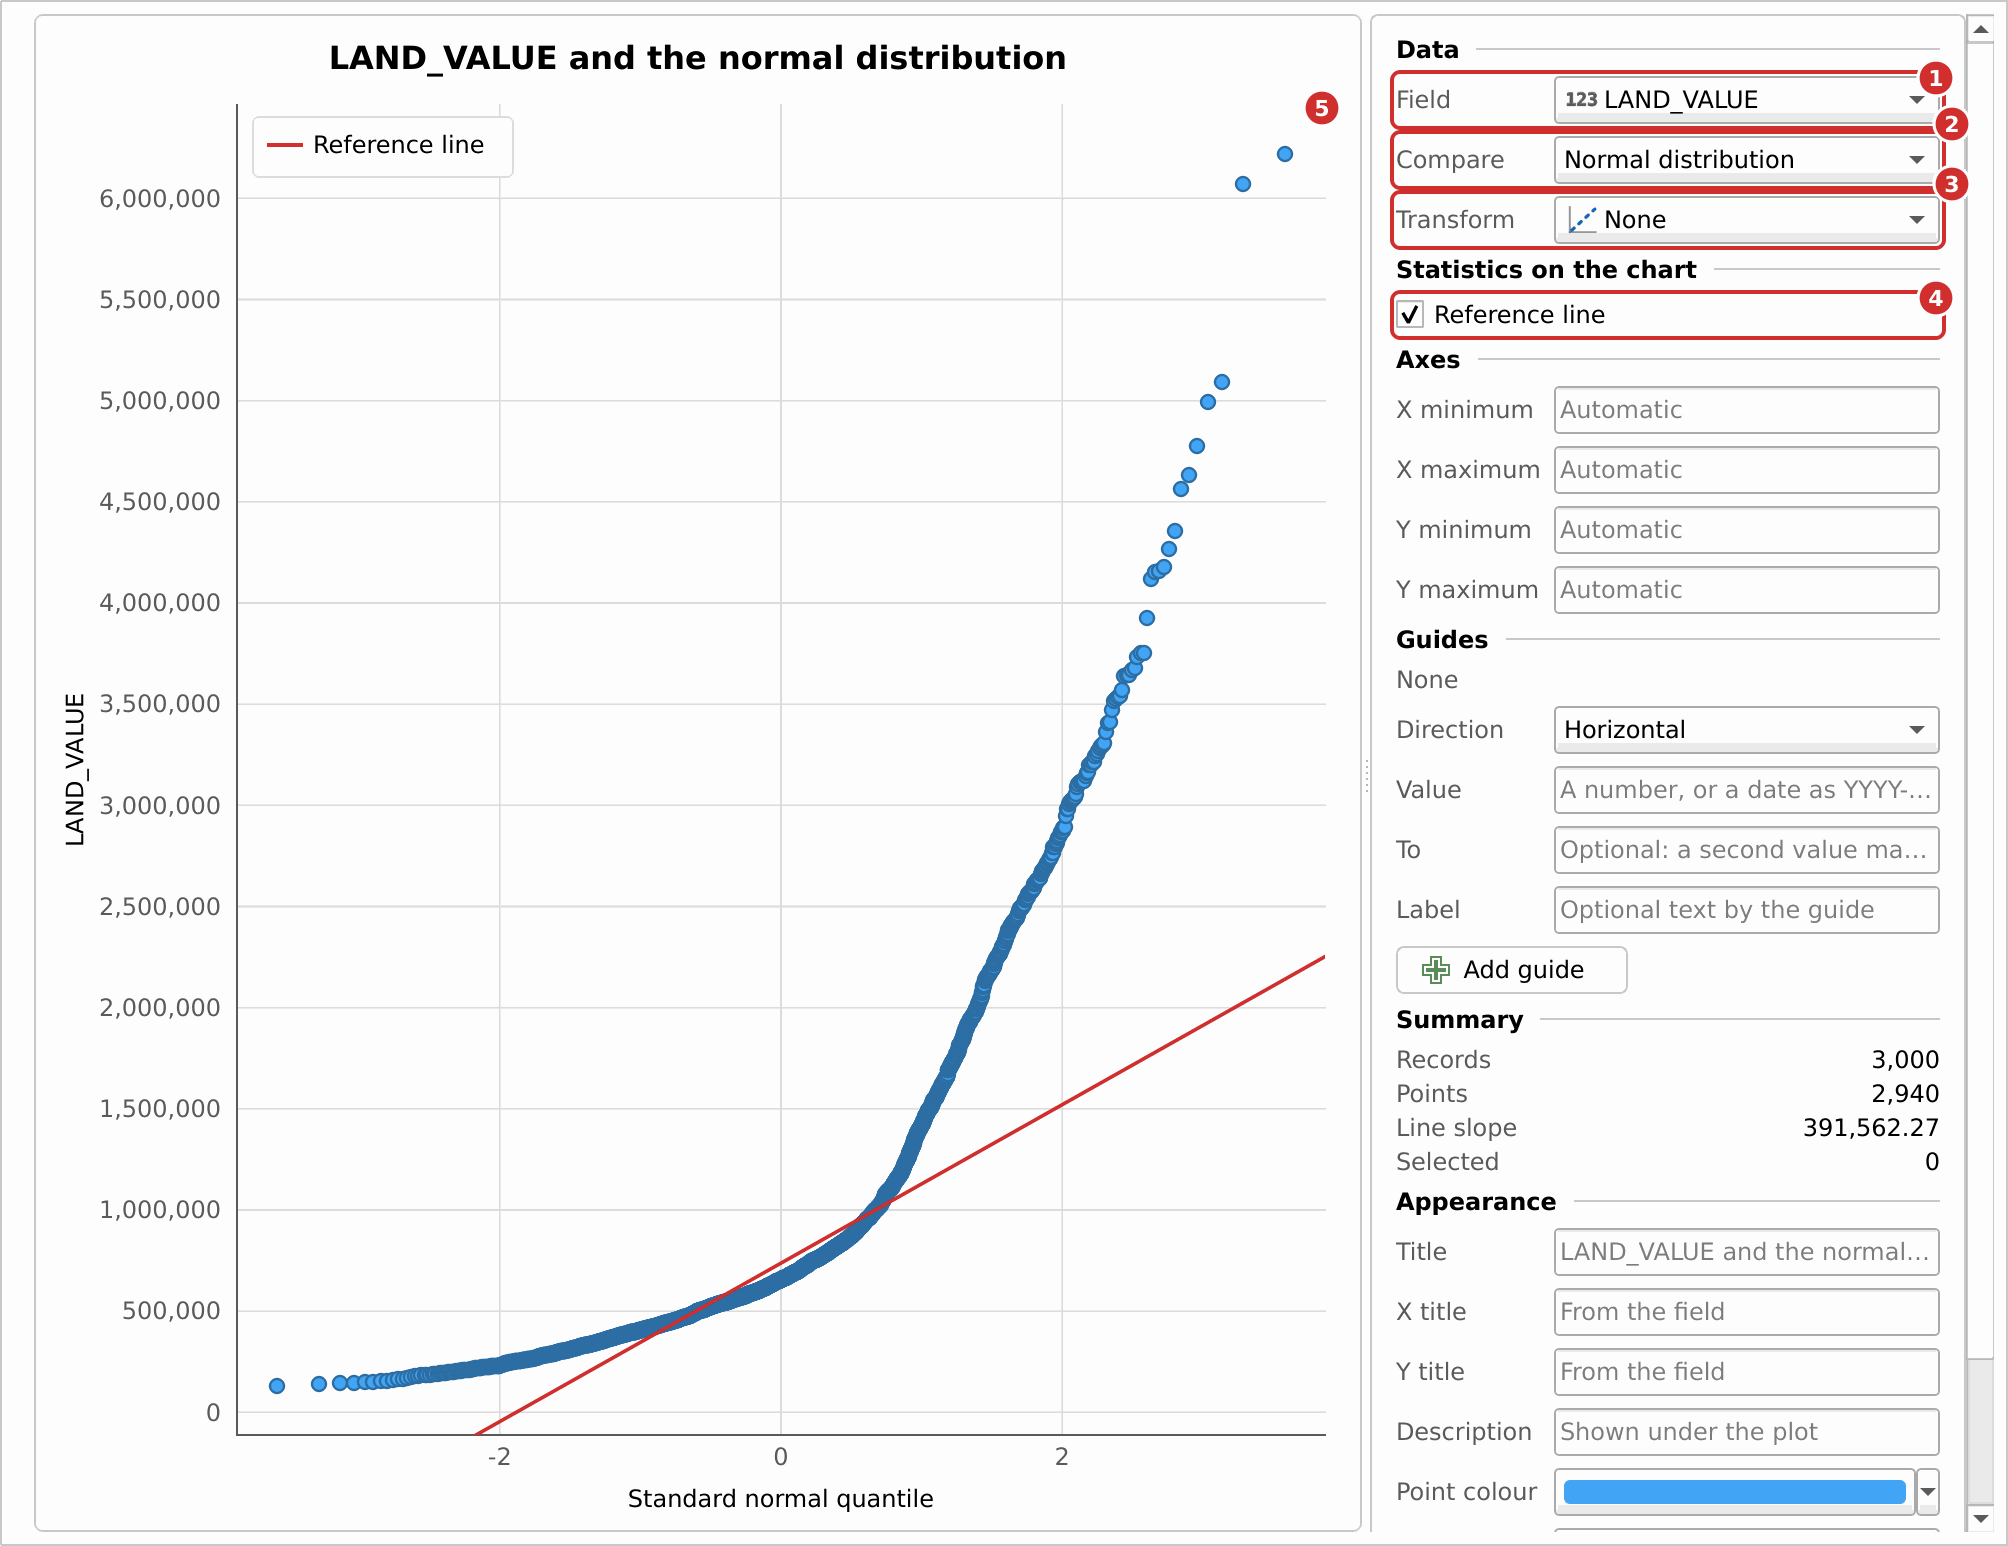 LAND_VALUE and the normal distribution
5
Reference line
6,000,000
5,500,000
5,000,000
4,500,000
4,000,000
3,500,000
3,000,000
2,500,000
2,000,000
1,500,000
1,000,000
500,000
0
LAND_VALUE
-2
0
2
Standard normal quantile
Data
1
Field
123 LAND_VALUE
2
Compare
Normal distribution
3
Transform
None
Statistics on the chart
4
Reference line
Axes
X minimum
Automatic
X maximum
Automatic
Y minimum
Automatic
Y maximum
Automatic
Guides
None
Direction
Horizontal
Value
A number, or a date as YYYY-...
To
Optional: a second value ma...
Label
Optional text by the guide
Add guide
Summary
Records 3,000
Points 2,940
Line slope 391,562.27
Selected 0
Appearance
Title
LAND_VALUE and the normal...
X title
From the field
Y title
From the field
Description
Shown under the plot
Point colour